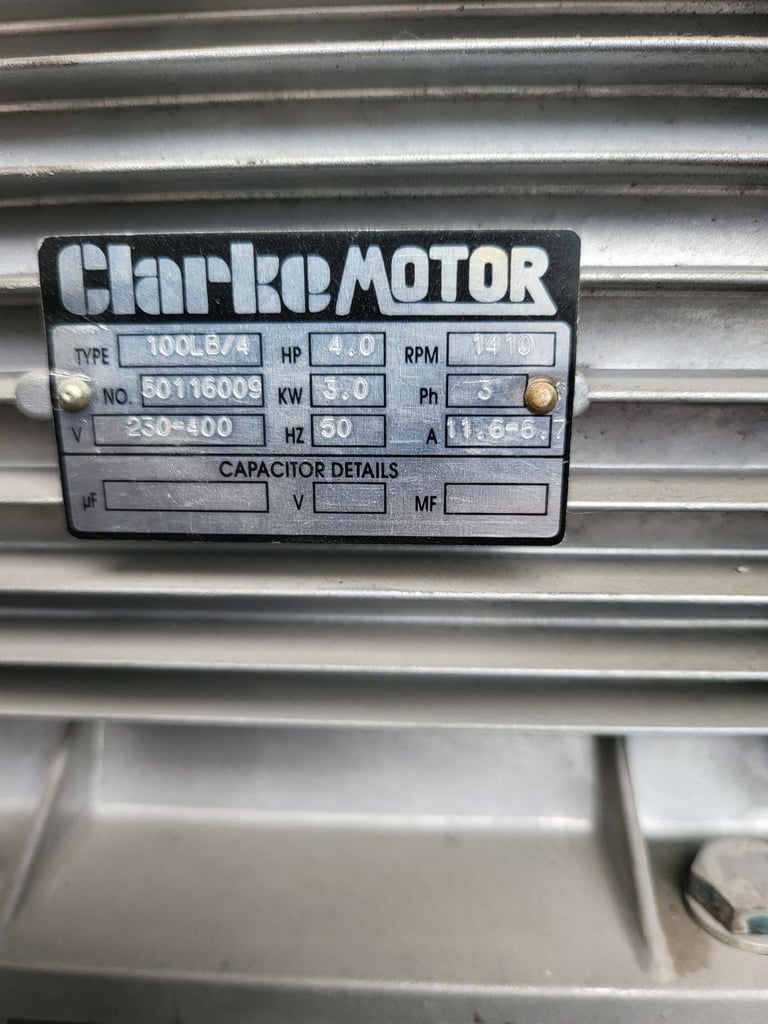 Clarke MOTOR
TYPE 100LB/4 HP 4.0 RPM 1410
NO. 60116009 KW 3.0 Ph 3
V 230-400 HZ 50 A 11.6-6.7
CAPACITOR DETAILS
µF V MF